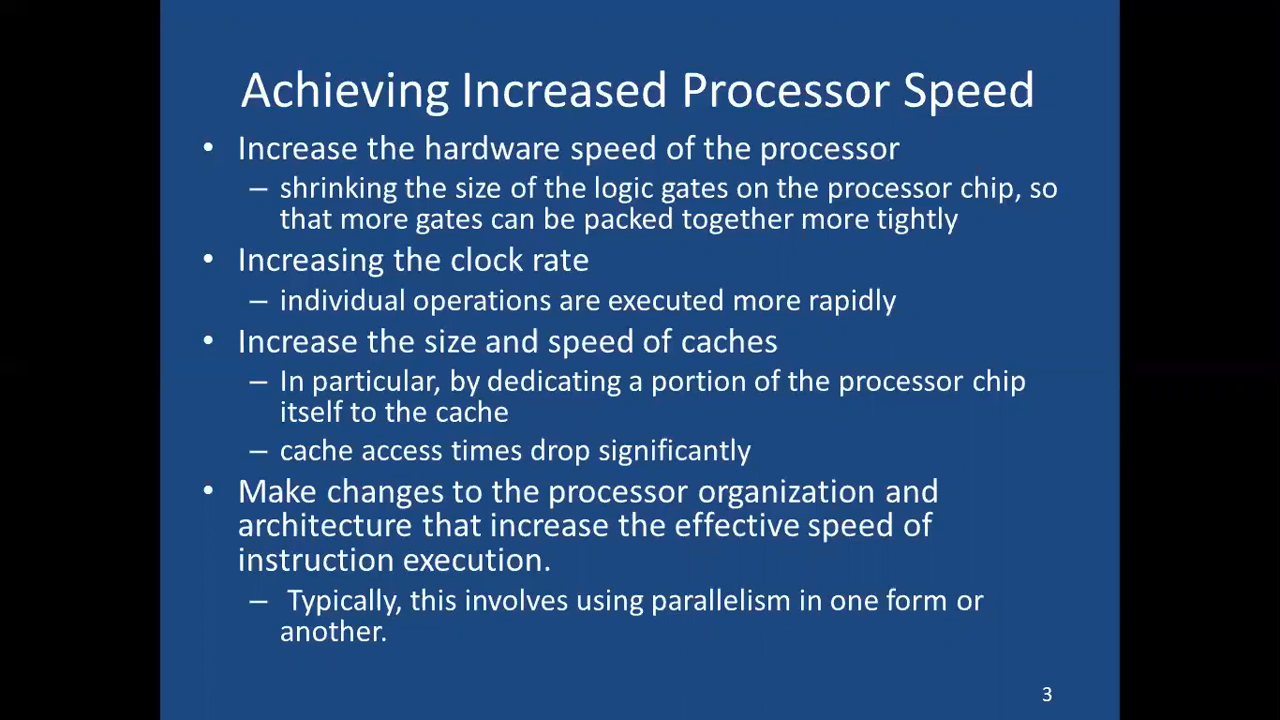 Achieving Increased Processor Speed
• Increase the hardware speed of the processor
– shrinking the size of the logic gates on the processor chip, so
that more gates can be packed together more tightly
• Increasing the clock rate
– individual operations are executed more rapidly
• Increase the size and speed of caches
– In particular, by dedicating a portion of the processor chip
itself to the cache
– cache access times drop significantly
• Make changes to the processor organization and
architecture that increase the effective speed of
instruction execution.
– Typically, this involves using parallelism in one form or
another.
3